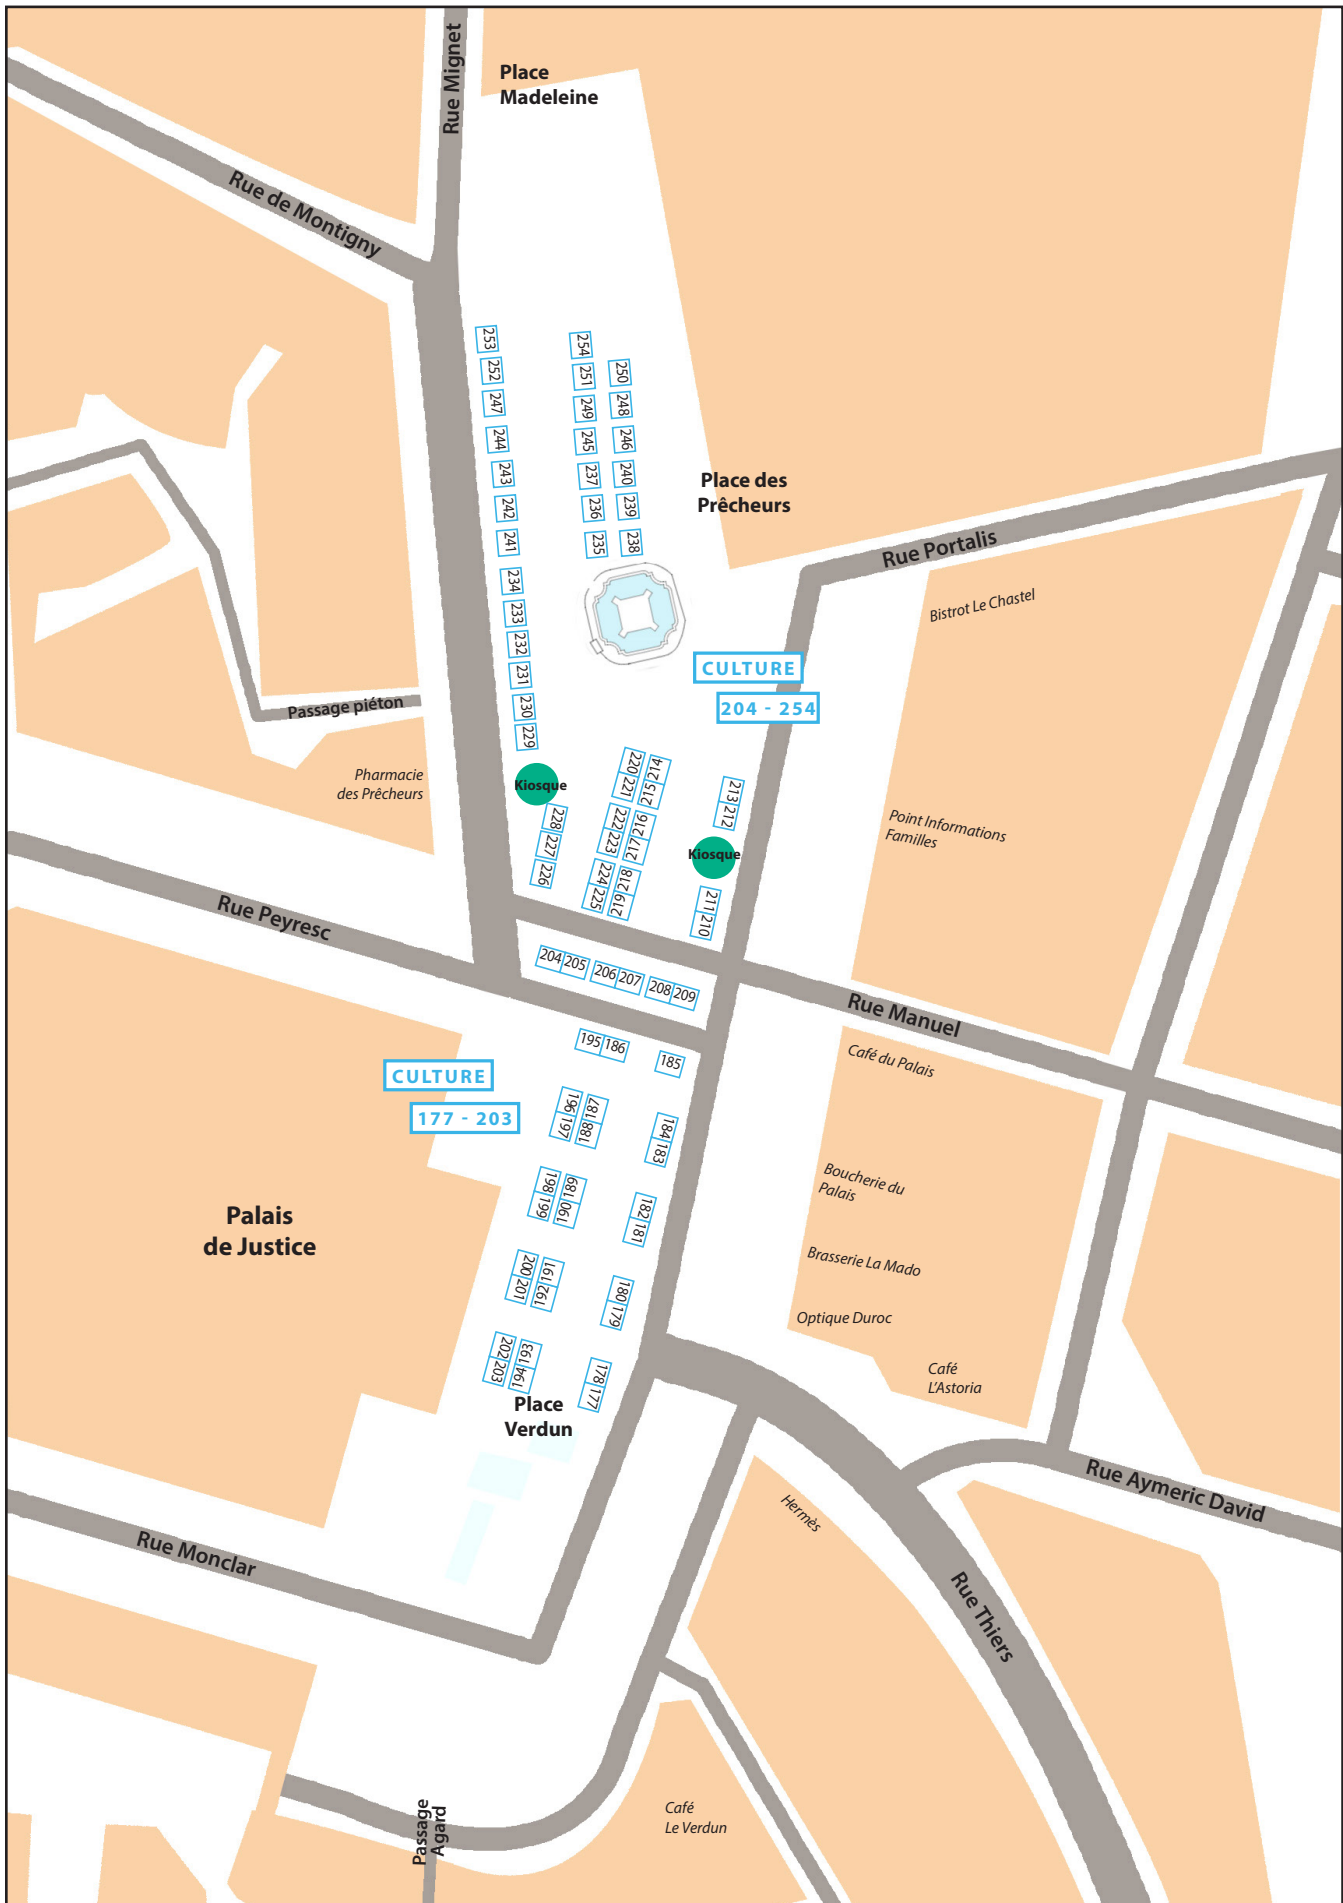 Rue Mignet
Place
Madeleine
Rue de Montigny
253
252
247
244
243
242
241
234
233
232
231
230
229
254
251
249
245
237
236
235
250
248
246
240
239
238
Place des
Prêcheurs
Rue Portalis
Bistrot Le Chastel
CULTURE
204 - 254
Passage piéton
Pharmacie
des Prêcheurs
Kiosque
228
227
226
220
221
222
223
224
225
214
215
216
217
218
219
213
212
Kiosque
211
210
Point Informations
Familles
Rue Peyresc
204 205
206 207
208 209
Rue Manuel
Café du Palais
195 186
185
CULTURE
177 - 203
196
197
187
188
184
183
198
199
189
190
182
181
200
201
191
192
180
179
202
203
193
194
178
177
Palais
de Justice
Boucherie du
Palais
Brasserie La Mado
Optique Duroc
Café
L'Astoria
Place
Verdun
Rue Aymeric David
Hermès
Rue Monclar
Rue Thiers
Café
Le Verdun
Passage
Agard